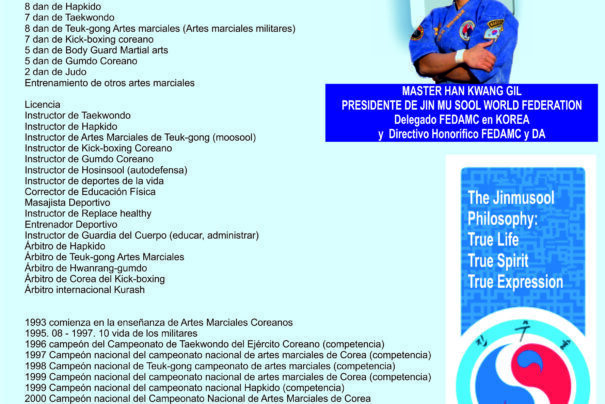 8 dan de Hapkido
7 dan de Taekwondo
8 dan de Teuk-gong Artes marciales (Artes marciales militares)
7 dan de Kick-boxing coreano
5 dan de Body Guard Martial arts
5 dan de Gumdo Coreano
2 dan de Judo
Entrenamiento de otros artes marciales
MASTER HAN KWANG GIL
PRESIDENTE DE JIN MU SOOL WORLD FEDERATION
Delegado FEDAMC en KOREA
y Directivo Honorífico FEDAMC y DA
Licencia
Instructor de Taekwondo
Instructor de Hapkido
Instructor de Artes Marciales de Teuk-gong (moosool)
Instructor de Kick-boxing Coreano
Instructor de Gumdo Coreano
Instructor de Hosinsool (autodefensa)
Instructor de deportes de la vida
Corrector de Educación Física
Masajista Deportivo
Instructor de Replace healthy
Entrenador Deportivo
Instructor de Guardia del Cuerpo (educar, administrar)
Árbitro de Hapkido
Árbitro de Teuk-gong Artes Marciales
Árbitro de Hwanrang-gumdo
Árbitro de Corea del Kick-boxing
Árbitro internacional Kurash
The Jinmusool
Philosophy:
True Life
True Spirit
True Expression
1993 comienza en la enseñanza de Artes Marciales Coreanos
1995. 08 - 1997. 10 vida de los militares
1996 campeón del Campeonato de Taekwondo del Ejército Coreano (competencia)
1997 Campeón nacional del campeonato nacional de artes marciales de Corea (competencia)
1998 Campeón nacional de Teuk-gong campeonato de artes marciales (competencia)
1999 Campeón nacional del campeonato nacional de artes marciales de Corea (competencia)
1999 Campeón nacional del campeonato nacional Hapkido (competencia)
2000 Campeón nacional del Campeonato Nacional de Artes Marciales de Corea